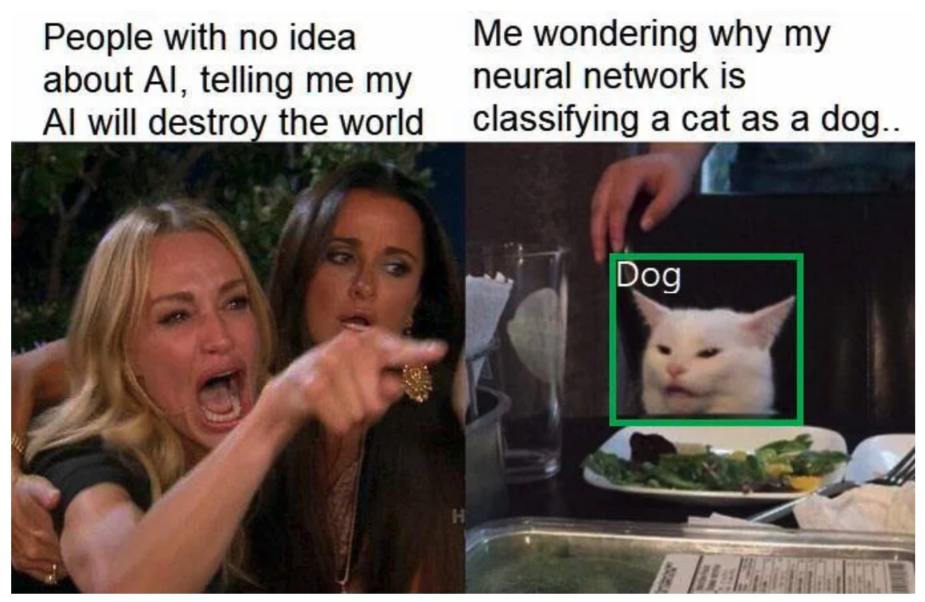 People with no idea
about AI, telling me my
AI will destroy the world
Me wondering why my
neural network is
classifying a cat as a dog..
Dog
H